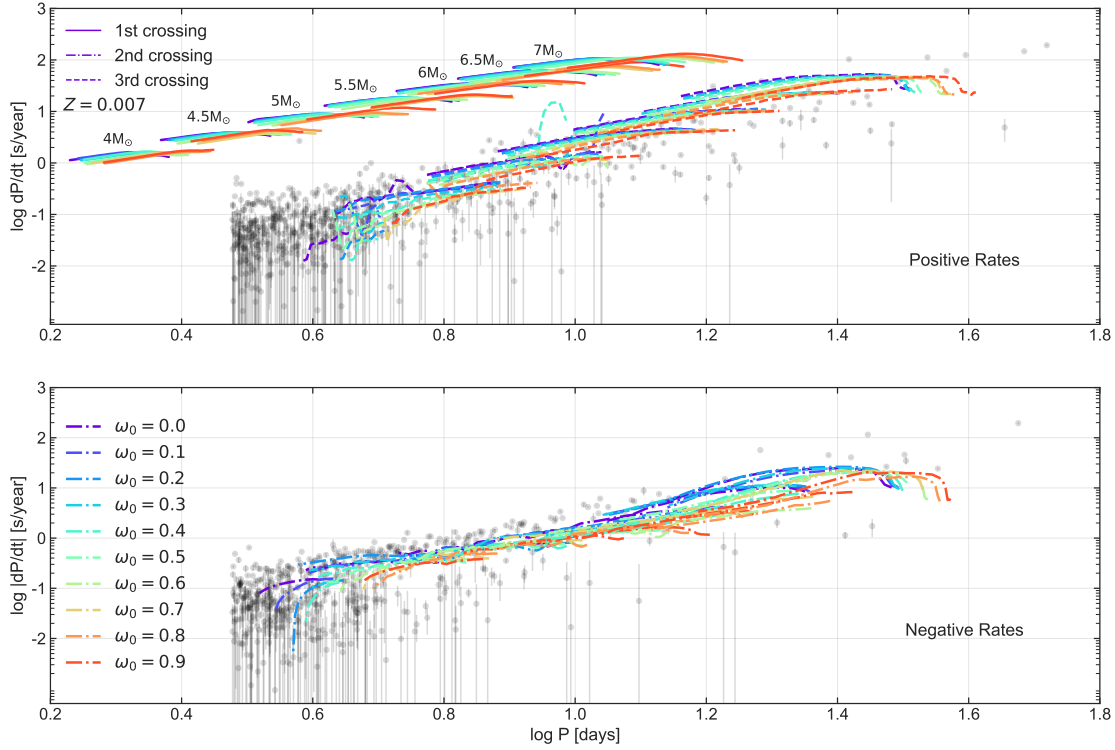 3
2
1
0
-1
-2
log dP/dt [s/year]
1st crossing
2nd crossing
3rd crossing
Z = 0.007
4M⊙
4.5M⊙
5M⊙
5.5M⊙
6M⊙
6.5M⊙
7M⊙
Positive Rates
0.2 0.4 0.6 0.8 1.0 1.2 1.4 1.6 1.8
3
2
1
0
-1
-2
log |dP/dt| [s/year]
ω₀ = 0.0
ω₀ = 0.1
ω₀ = 0.2
ω₀ = 0.3
ω₀ = 0.4
ω₀ = 0.5
ω₀ = 0.6
ω₀ = 0.7
ω₀ = 0.8
ω₀ = 0.9
Negative Rates
0.2 0.4 0.6 0.8 1.0 1.2 1.4 1.6 1.8
log P [days]